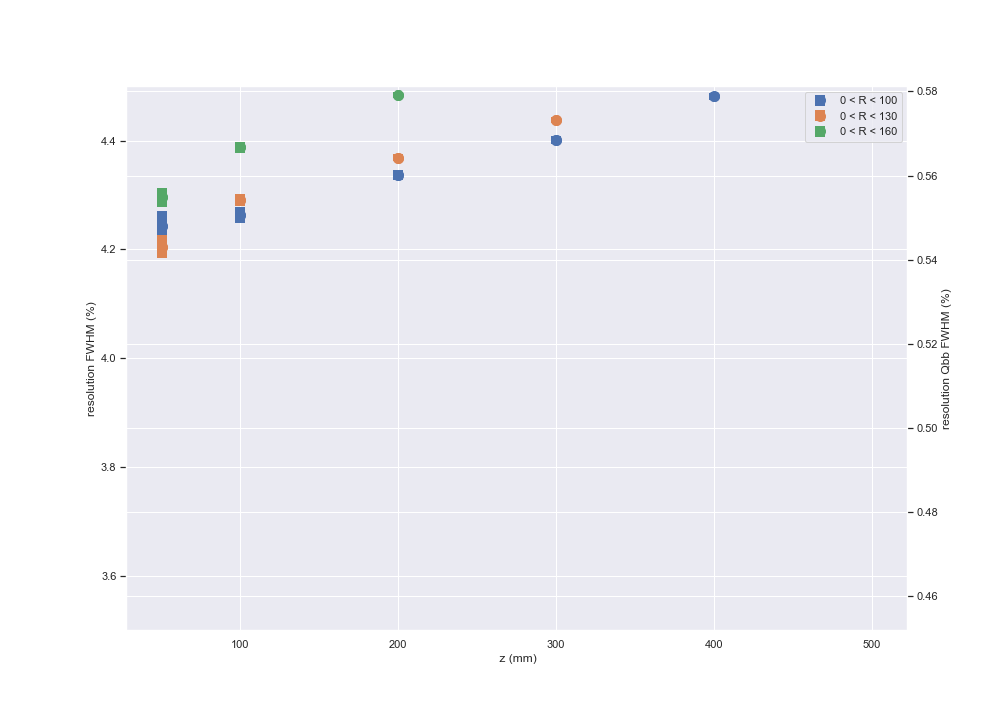 0 < R < 100
0 < R < 130
0 < R < 160
resolution FWHM (%)
4.4
4.2
4.0
3.8
3.6
0.58
0.56
0.54
0.52
0.50
0.48
0.46
resolution Qbb FWHM (%)
100 200 300 400 500
z (mm)